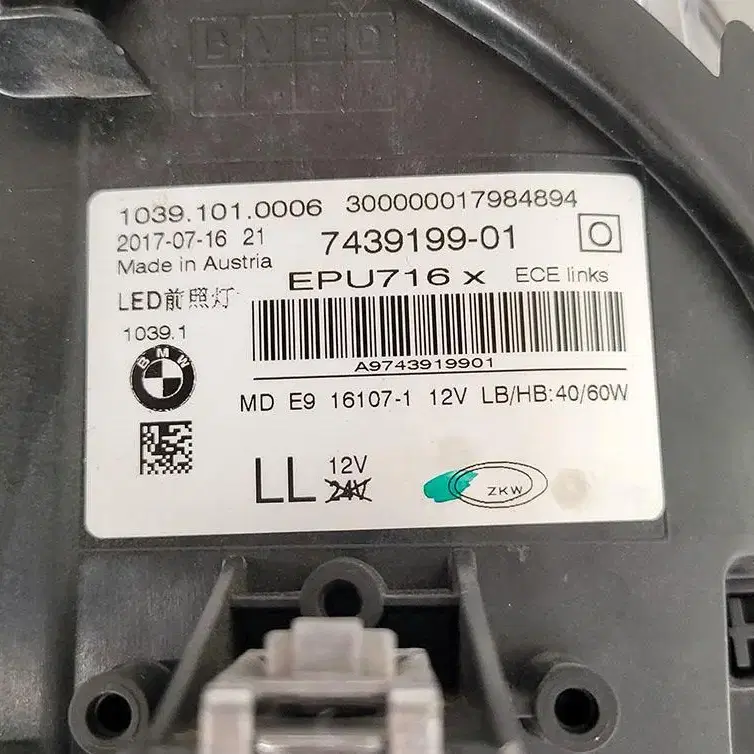 1039.101.0006 300000017984894
2017-07-16 21 7439199-01 O
Made in Austria
EPU716 x ECE links
LED前照灯
1039.1
BMW
A9743919901
MD E9 16107-1 12V LB/HB:40/60W
LL 12V
24V
ZKW